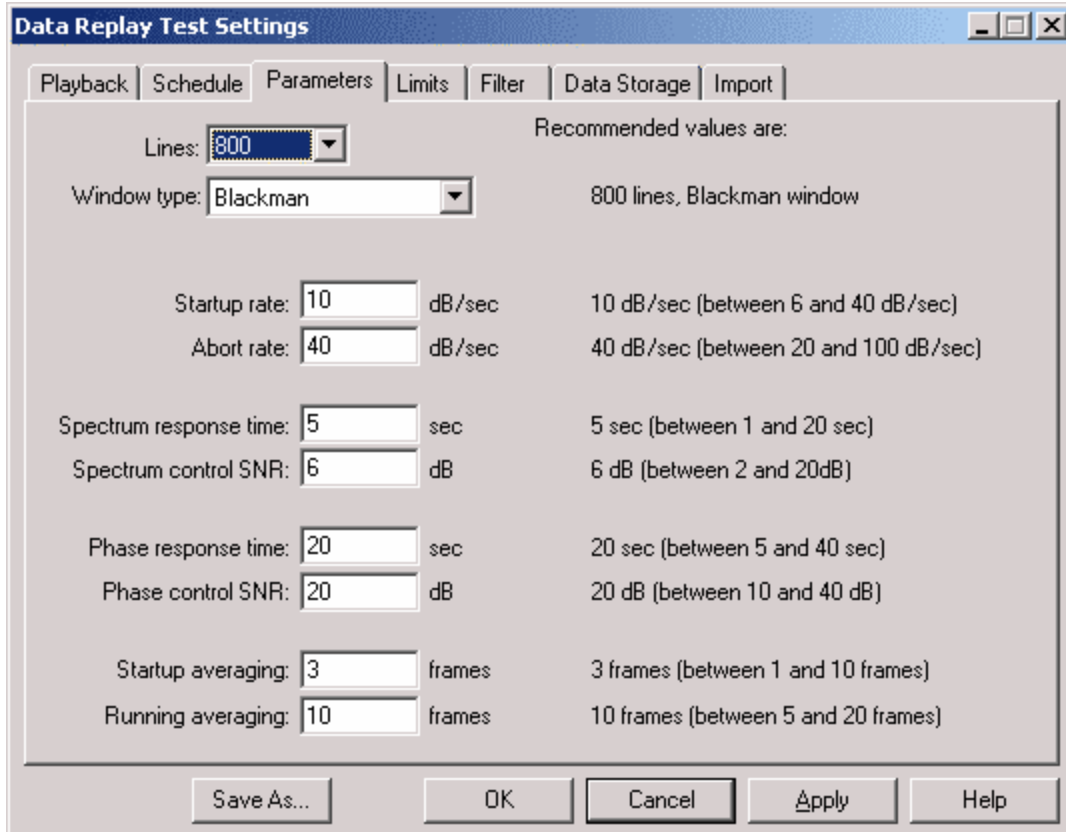 Data Replay Test Settings
Playback Schedule Parameters Limits Filter Data Storage Import
Recommended values are:
Lines: 800
Window type: Blackman 800 lines, Blackman window
Startup rate: 10 dB/sec 10 dB/sec (between 6 and 40 dB/sec)
Abort rate: 40 dB/sec 40 dB/sec (between 20 and 100 dB/sec)
Spectrum response time: 5 sec 5 sec (between 1 and 20 sec)
Spectrum control SNR: 6 dB 6 dB (between 2 and 20dB)
Phase response time: 20 sec 20 sec (between 5 and 40 sec)
Phase control SNR: 20 dB 20 dB (between 10 and 40 dB)
Startup averaging: 3 frames 3 frames (between 1 and 10 frames)
Running averaging: 10 frames 10 frames (between 5 and 20 frames)
Save As... OK Cancel Apply Help